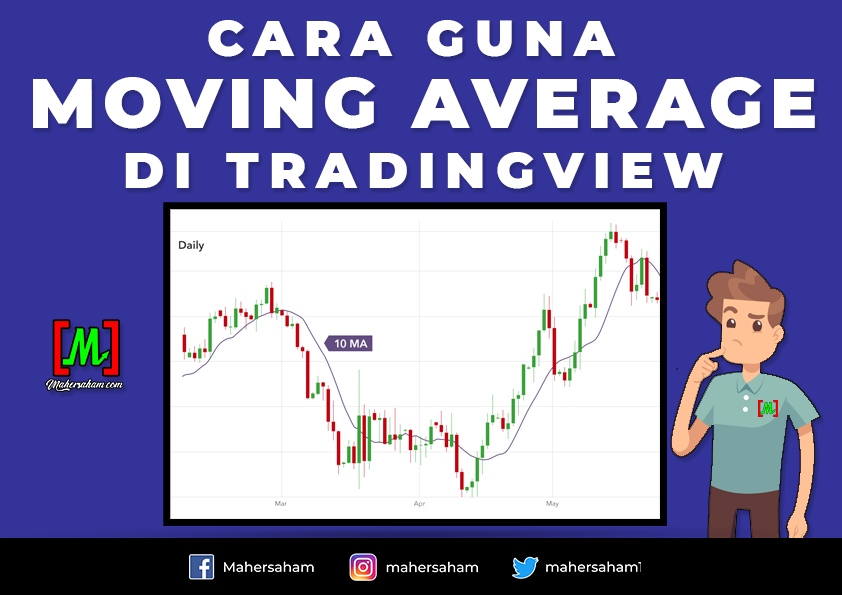 CARA GUNA
MOVING AVERAGE
DI TRADINGVIEW
Daily
10 MA
Mar Apr May
[M]
Mahersaham.com
[M]
Mahersaham mahersaham mahersaham1